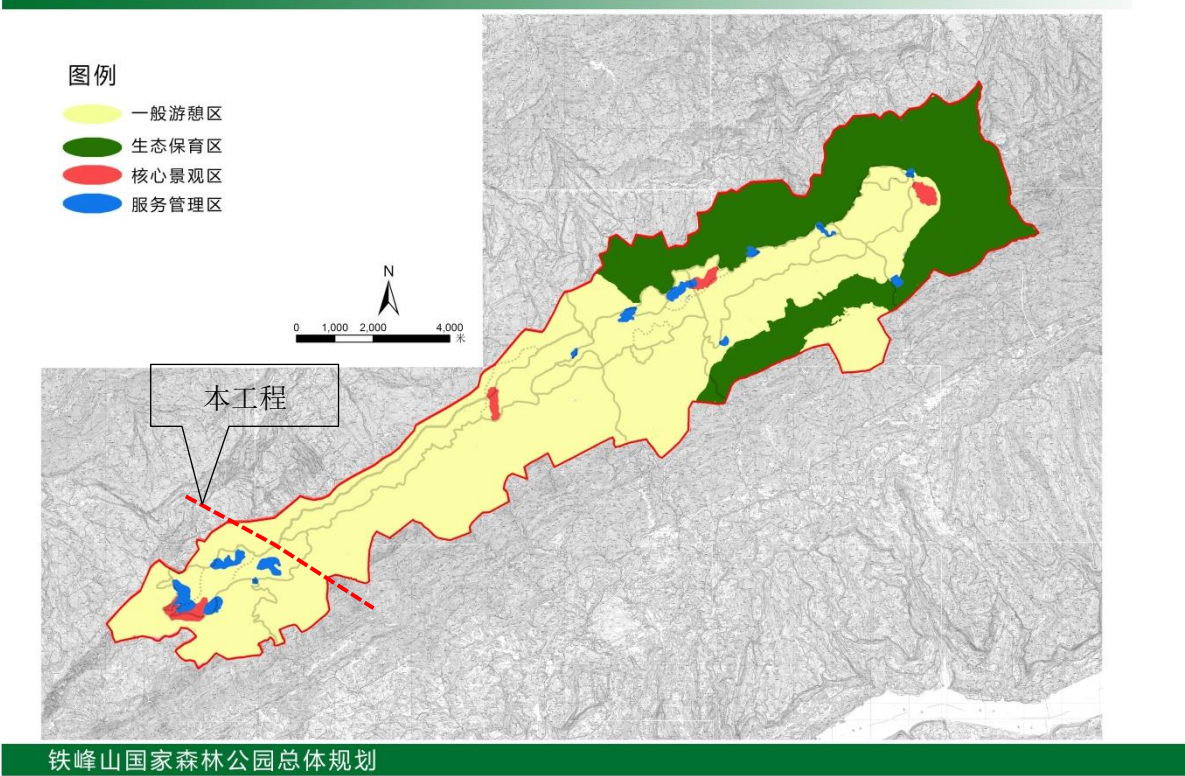 图例
一般游憩区
生态保育区
核心景观区
服务管理区
N
0 1,000 2,000 4,000
米
本工程
铁峰山国家森林公园总体规划